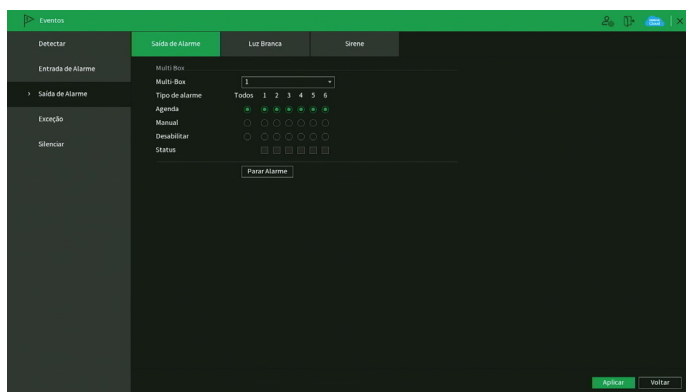 Eventos
Detectar
Entrada de Alarme
Saída de Alarme
Exceção
Silenciar
Saída de Alarme Luz Branca Sirene
Multi Box
Multi-Box 1
Tipo de alarme Todos 1 2 3 4 5 6
Agenda
Manual
Desabilitar
Status
Parar Alarme
Aplicar Voltar